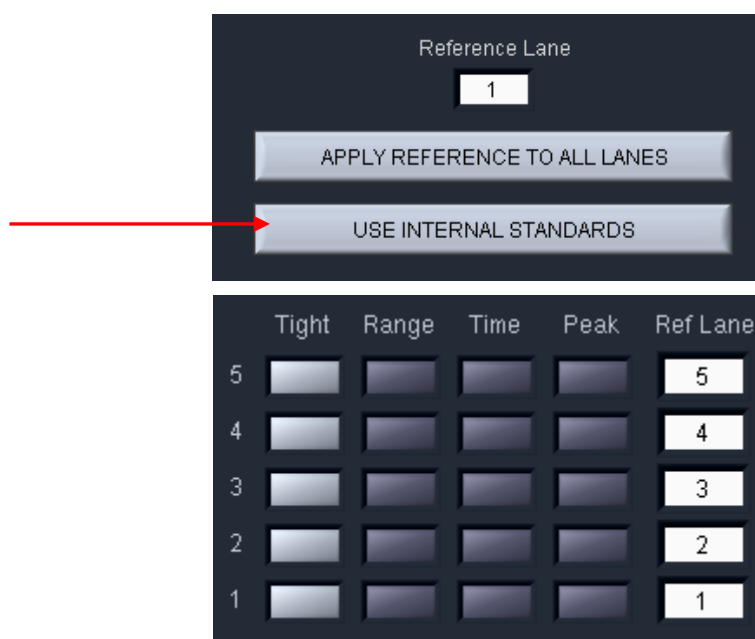 Reference Lane
1
APPLY REFERENCE TO ALL LANES
USE INTERNAL STANDARDS
Tight Range Time Peak Ref Lane
5 5
4 4
3 3
2 2
1 1